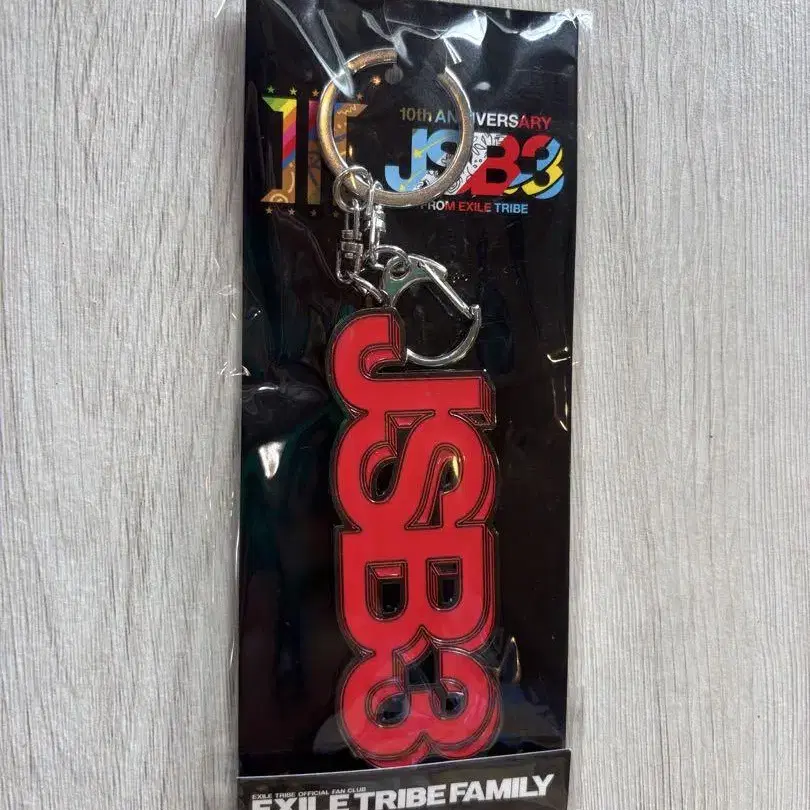 10th ANNIVERSARY
JSB3
FROM EXILE TRIBE
JSB3
EXILE TRIBE OFFICIAL FAN CLUB
EXILE TRIBE FAMILY